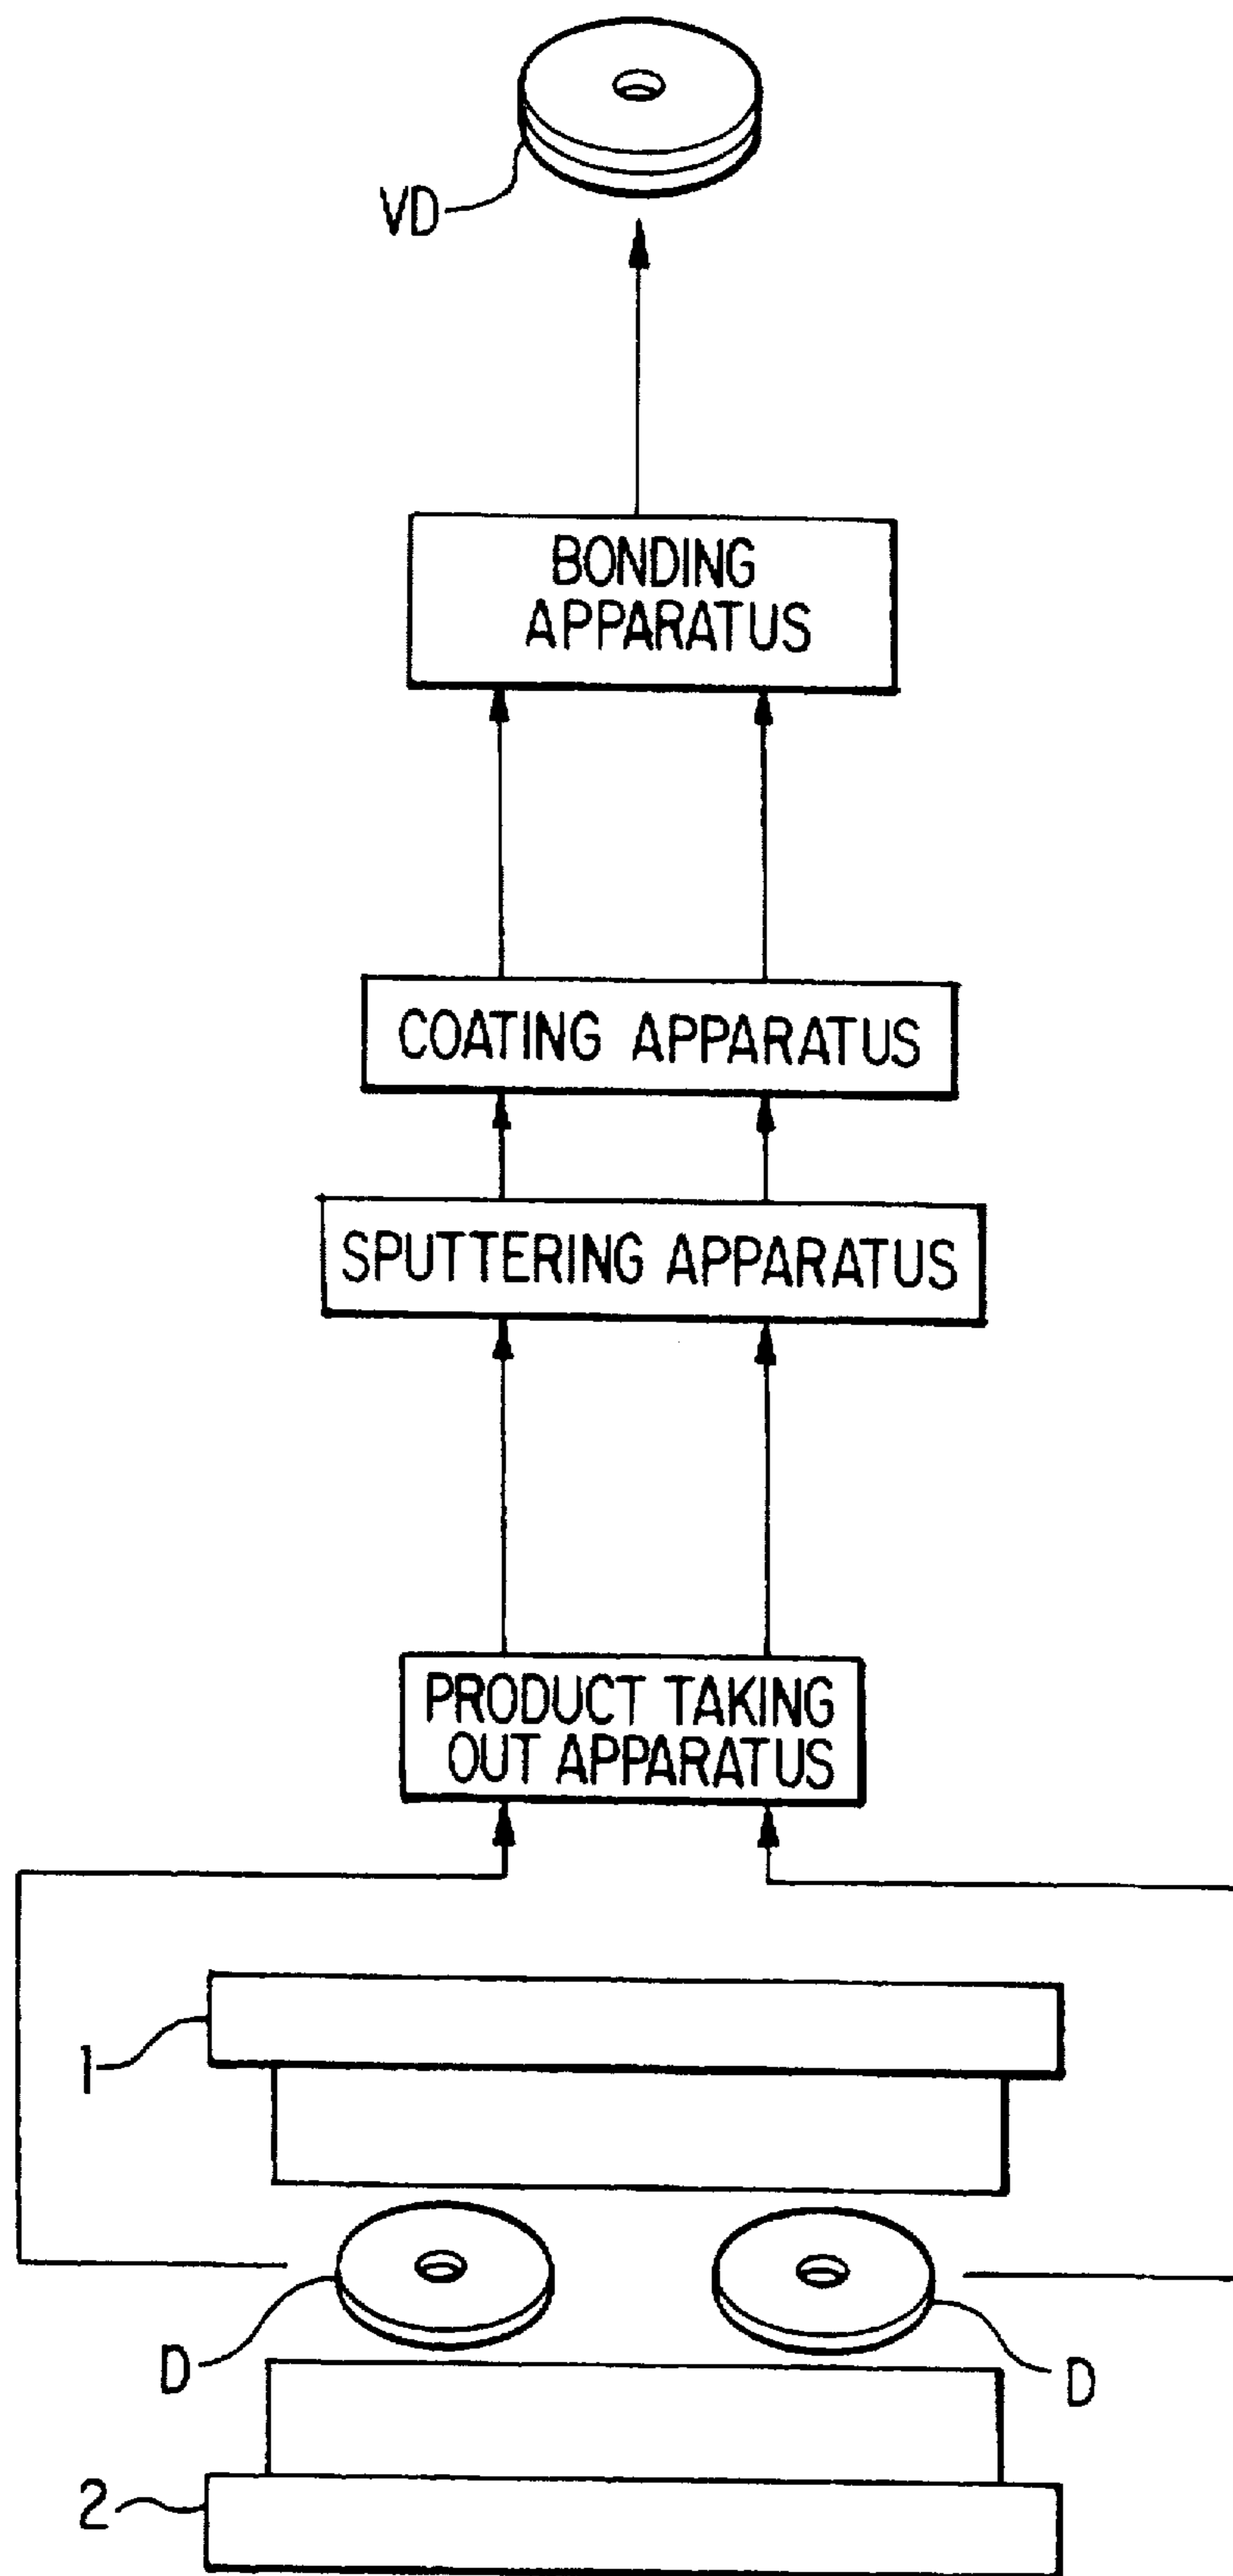 VD
BONDING
APPARATUS
COATING APPARATUS
SPUTTERING APPARATUS
PRODUCT TAKING
OUT APPARATUS
1
D
D
2